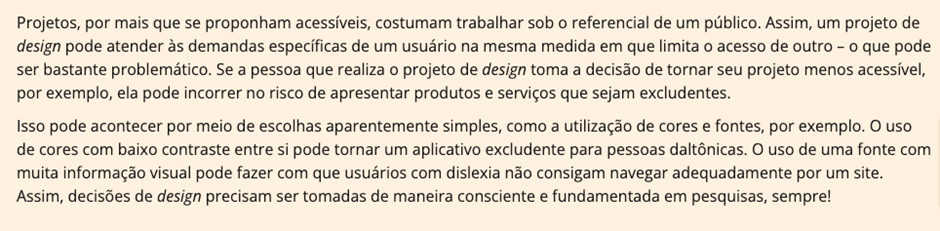 Projetos, por mais que se proponham acessíveis, costumam trabalhar sob o referencial de um público. Assim, um projeto de
design pode atender às demandas específicas de um usuário na mesma medida em que limita o acesso de outro – o que pode
ser bastante problemático. Se a pessoa que realiza o projeto de design toma a decisão de tornar seu projeto menos acessível,
por exemplo, ela pode incorrer no risco de apresentar produtos e serviços que sejam excludentes.
Isso pode acontecer por meio de escolhas aparentemente simples, como a utilização de cores e fontes, por exemplo. O uso
de cores com baixo contraste entre si pode tornar um aplicativo excludente para pessoas daltônicas. O uso de uma fonte com
muita informação visual pode fazer com que usuários com dislexia não consigam navegar adequadamente por um site.
Assim, decisões de design precisam ser tomadas de maneira consciente e fundamentada em pesquisas, sempre!